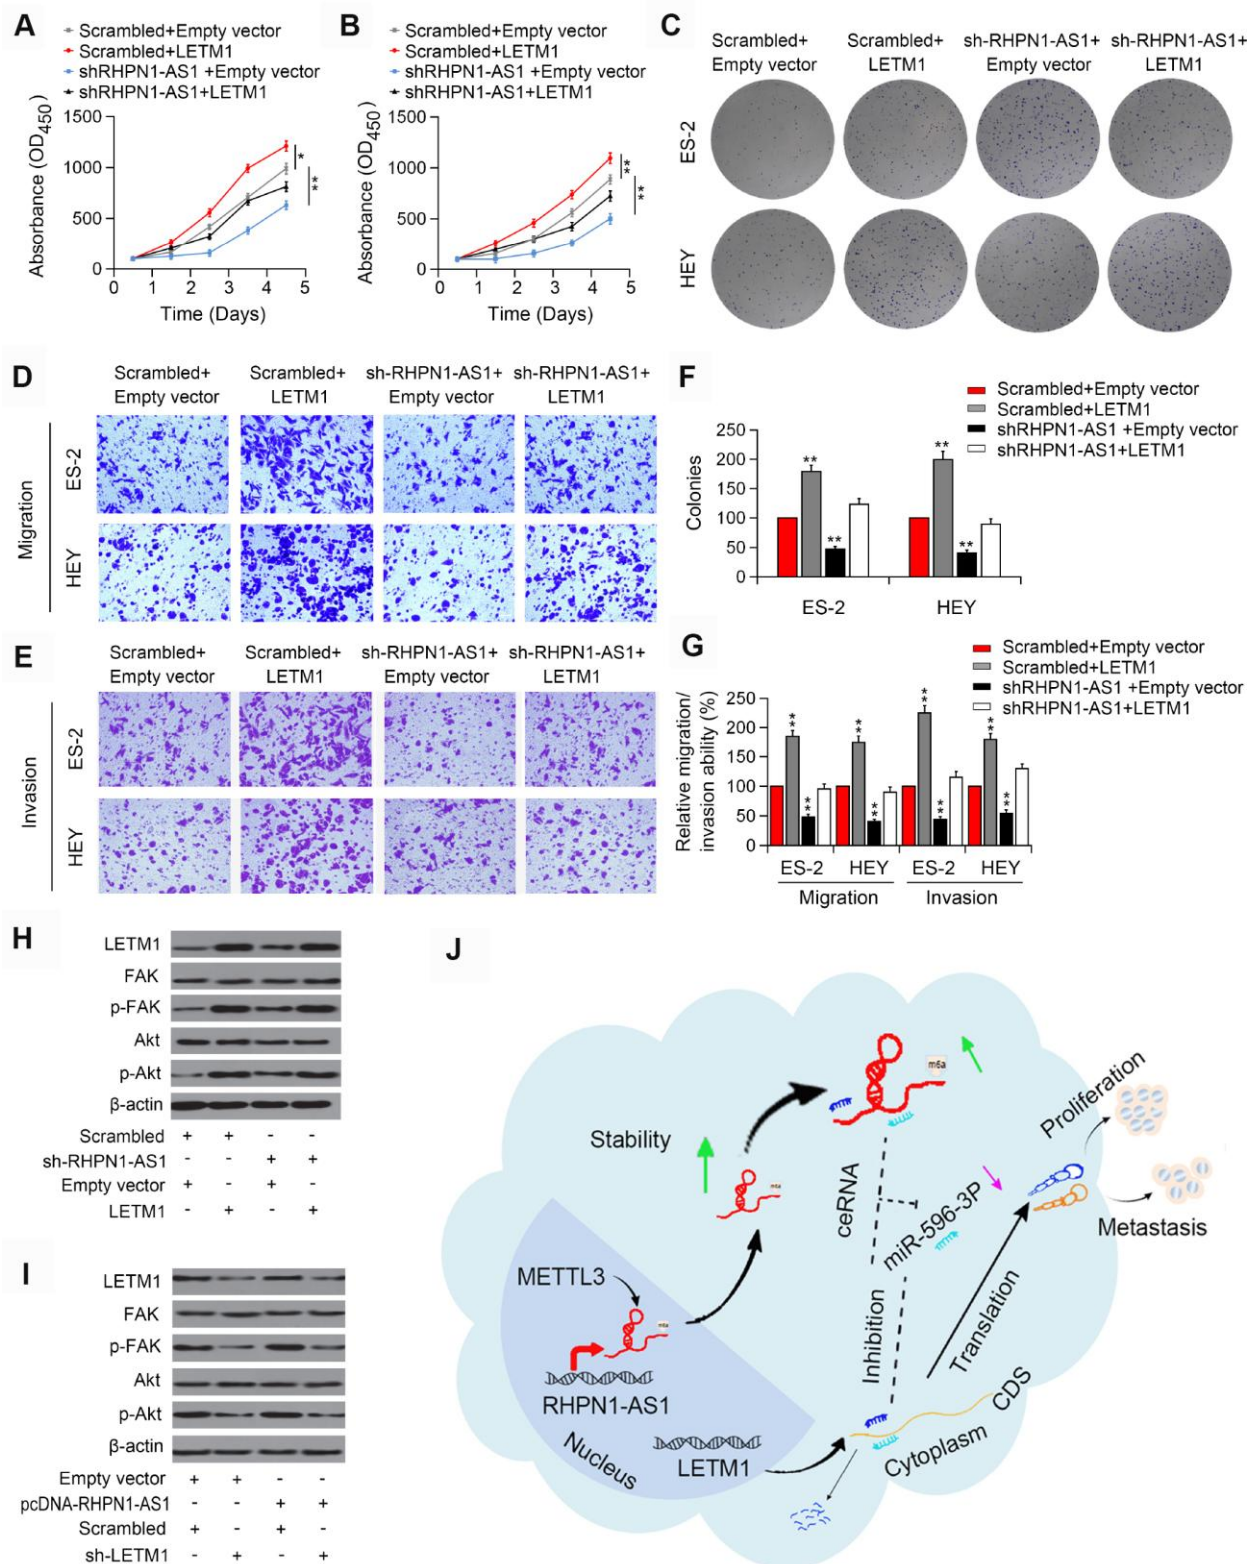 A
Scrambled+Empty vector
Scrambled+LETM1
shRHPN1-AS1 +Empty vector
shRHPN1-AS1+LETM1
Absorbance (OD450)
1500
1000
500
0
0 1 2 3 4 5
Time (Days)
*
**
B
Scrambled+Empty vector
Scrambled+LETM1
shRHPN1-AS1 +Empty vector
shRHPN1-AS1+LETM1
Absorbance (OD450)
1500
1000
500
0
0 1 2 3 4 5
Time (Days)
**
**
C
Scrambled+ Scrambled+ sh-RHPN1-AS1+ sh-RHPN1-AS1+
Empty vector LETM1 Empty vector LETM1
ES-2
HEY
D
Scrambled+ Scrambled+ sh-RHPN1-AS1+ sh-RHPN1-AS1+
Empty vector LETM1 Empty vector LETM1
Migration
ES-2
HEY
E
Scrambled+ Scrambled+ sh-RHPN1-AS1+ sh-RHPN1-AS1+
Empty vector LETM1 Empty vector LETM1
Invasion
ES-2
HEY
F
Scrambled+Empty vector
Scrambled+LETM1
shRHPN1-AS1 +Empty vector
shRHPN1-AS1+LETM1
Colonies
250
200
150
100
50
0
** ** ** **
ES-2 HEY
G
Scrambled+Empty vector
Scrambled+LETM1
shRHPN1-AS1 +Empty vector
shRHPN1-AS1+LETM1
Relative migration/
invasion ability (%)
250
200
150
100
50
0
** ** ** ** ** ** ** **
ES-2 HEY ES-2 HEY
Migration Invasion
H
LETM1
FAK
p-FAK
Akt
p-Akt
β-actin
Scrambled + + - -
sh-RHPN1-AS1 - - + +
Empty vector + - + -
LETM1 - + - +
I
LETM1
FAK
p-FAK
Akt
p-Akt
β-actin
Empty vector + + - -
pcDNA-RHPN1-AS1 - - + +
Scrambled + - + -
sh-LETM1 - + - +
J
m6a
Stability
m6a
ceRNA
miR-596-3P
Proliferation
Metastasis
METTL3
m6a
RHPN1-AS1
Nucleus
LETM1
Inhibition
Translation
CDS
Cytoplasm